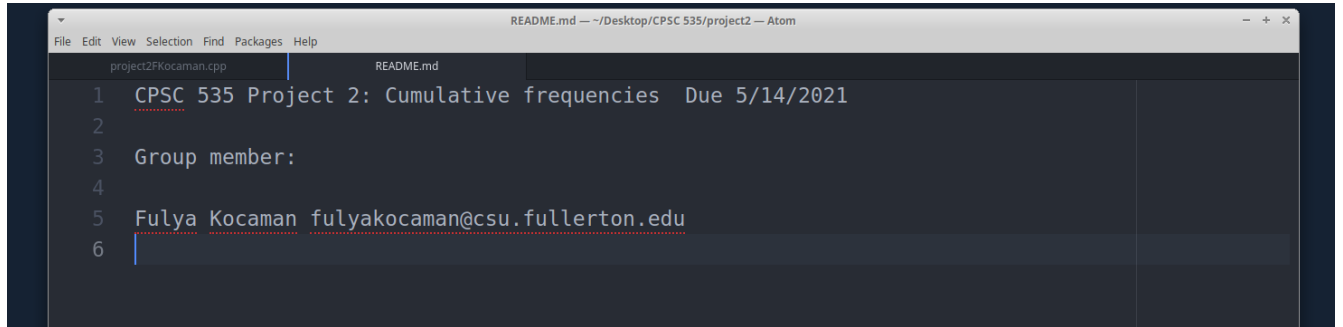 README.md — ~/Desktop/CPSC 535/project2 — Atom
File Edit View Selection Find Packages Help
project2FKocaman.cpp README.md
1 CPSC 535 Project 2: Cumulative frequencies  Due 5/14/2021
2
3 Group member:
4
5 Fulya Kocaman fulyakocaman@csu.fullerton.edu
6